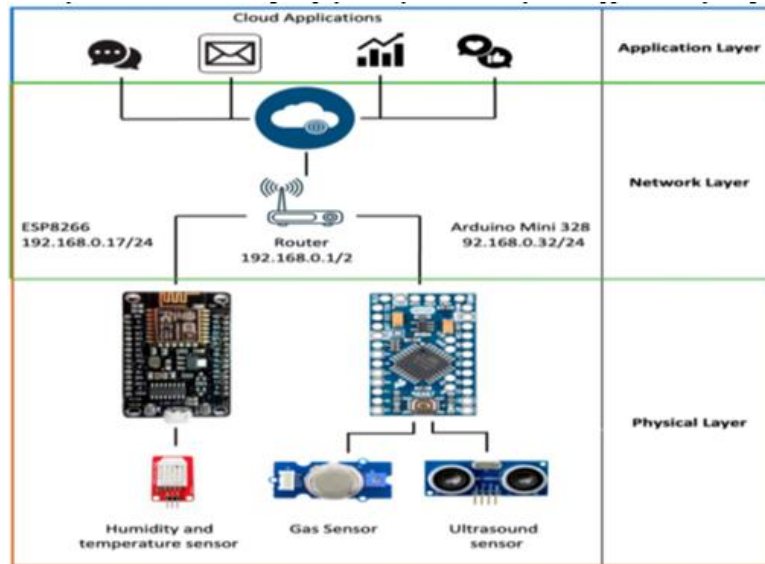 Cloud Applications
Application Layer
Network Layer
ESP8266
192.168.0.17/24
Router
192.168.0.1/2
Arduino Mini 328
92.168.0.32/24
Physical Layer
Humidity and
temperature sensor
Gas Sensor
Ultrasound
sensor